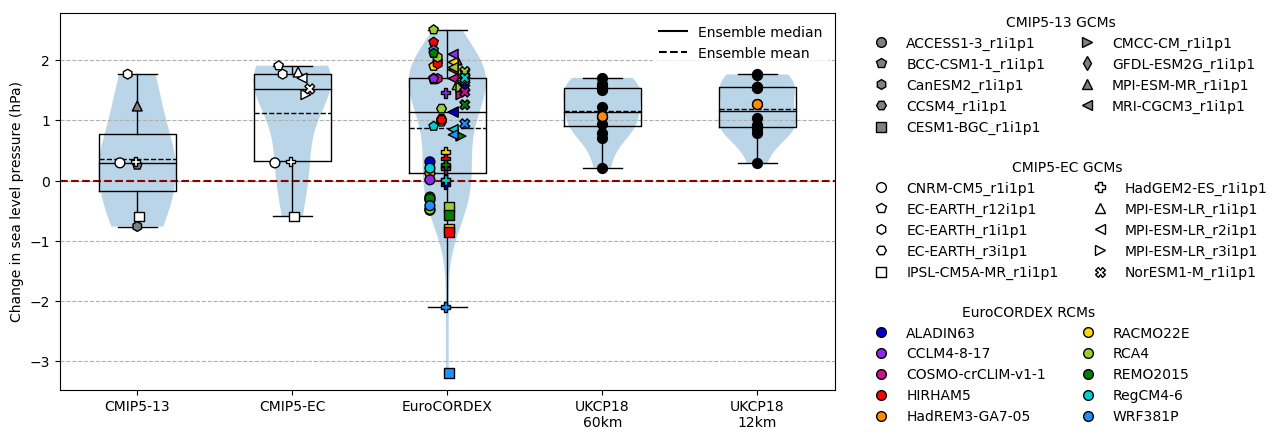 Change in sea level pressure (hPa)
2
1
0
−1
−2
−3
Ensemble median
Ensemble mean
CMIP5-13
CMIP5-EC
EuroCORDEX
UKCP18
60km
UKCP18
12km
CMIP5-13 GCMs
ACCESS1-3_r1i1p1
BCC-CSM1-1_r1i1p1
CanESM2_r1i1p1
CCSM4_r1i1p1
CESM1-BGC_r1i1p1
CMCC-CM_r1i1p1
GFDL-ESM2G_r1i1p1
MPI-ESM-MR_r1i1p1
MRI-CGCM3_r1i1p1
CMIP5-EC GCMs
CNRM-CM5_r1i1p1
EC-EARTH_r12i1p1
EC-EARTH_r1i1p1
EC-EARTH_r3i1p1
IPSL-CM5A-MR_r1i1p1
HadGEM2-ES_r1i1p1
MPI-ESM-LR_r1i1p1
MPI-ESM-LR_r2i1p1
MPI-ESM-LR_r3i1p1
NorESM1-M_r1i1p1
EuroCORDEX RCMs
ALADIN63
CCLM4-8-17
COSMO-crCLIM-v1-1
HIRHAM5
HadREM3-GA7-05
RACMO22E
RCA4
REMO2015
RegCM4-6
WRF381P